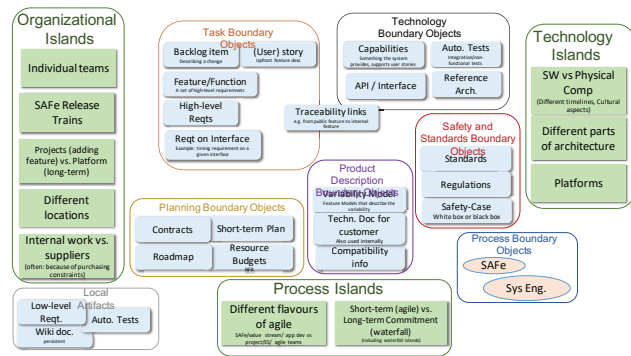 Organizational
Islands
Individual teams
SAFe Release
Trains
Projects (adding
feature) vs. Platform
(long-term)
Different
locations
Internal work vs.
suppliers
(often: because of purchasing
constraints)
Task Boundary
Objects
Backlog item
Describing a change
(User) story
Upfront feature desc
Feature/Function
A set of high-level requirements
High-level
Reqts
Reqt on Interface
Example: timing requirement on
a given interface
Traceability links
e.g. from public feature to internal
feature
Technology
Boundary Objects
Capabilities
Something the system
provides, supports user stories
Auto. Tests
Integration/non-
functional tests
API / Interface
Reference
Arch.
Technology
Islands
SW vs Physical
Comp
(Different timelines, Cultural
aspects)
Different parts
of architecture
Platforms
Safety and
Standards Boundary
Objects
Standards
Regulations
Safety-Case
White box or black box
Product
Description
Boundary Objects
Variability Model
Feature Models that describe the
variability
Techn. Doc for
customer
Also used internally
Compatibility
info
Planning Boundary Objects
Contracts
Short-term Plan
Roadmap
Resource
Budgets
Process Boundary
Objects
SAFe
Sys Eng.
Local
Artifacts
Low-level
Reqt.
Auto. Tests
Wiki doc.
persistent
Process Islands
Different flavours
of agile
SAFe/value stream/ app dev vs
agile teams
Short-term (agile) vs.
Long-term Commitment
(waterfall)
(including waterfall islands)